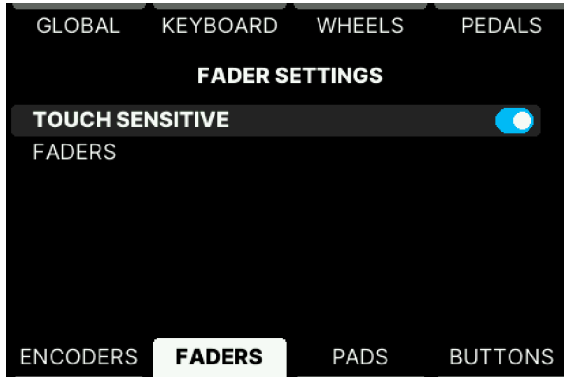 GLOBAL KEYBOARD WHEELS PEDALS
FADER SETTINGS
TOUCH SENSITIVE
FADERS
ENCODERS FADERS PADS BUTTONS